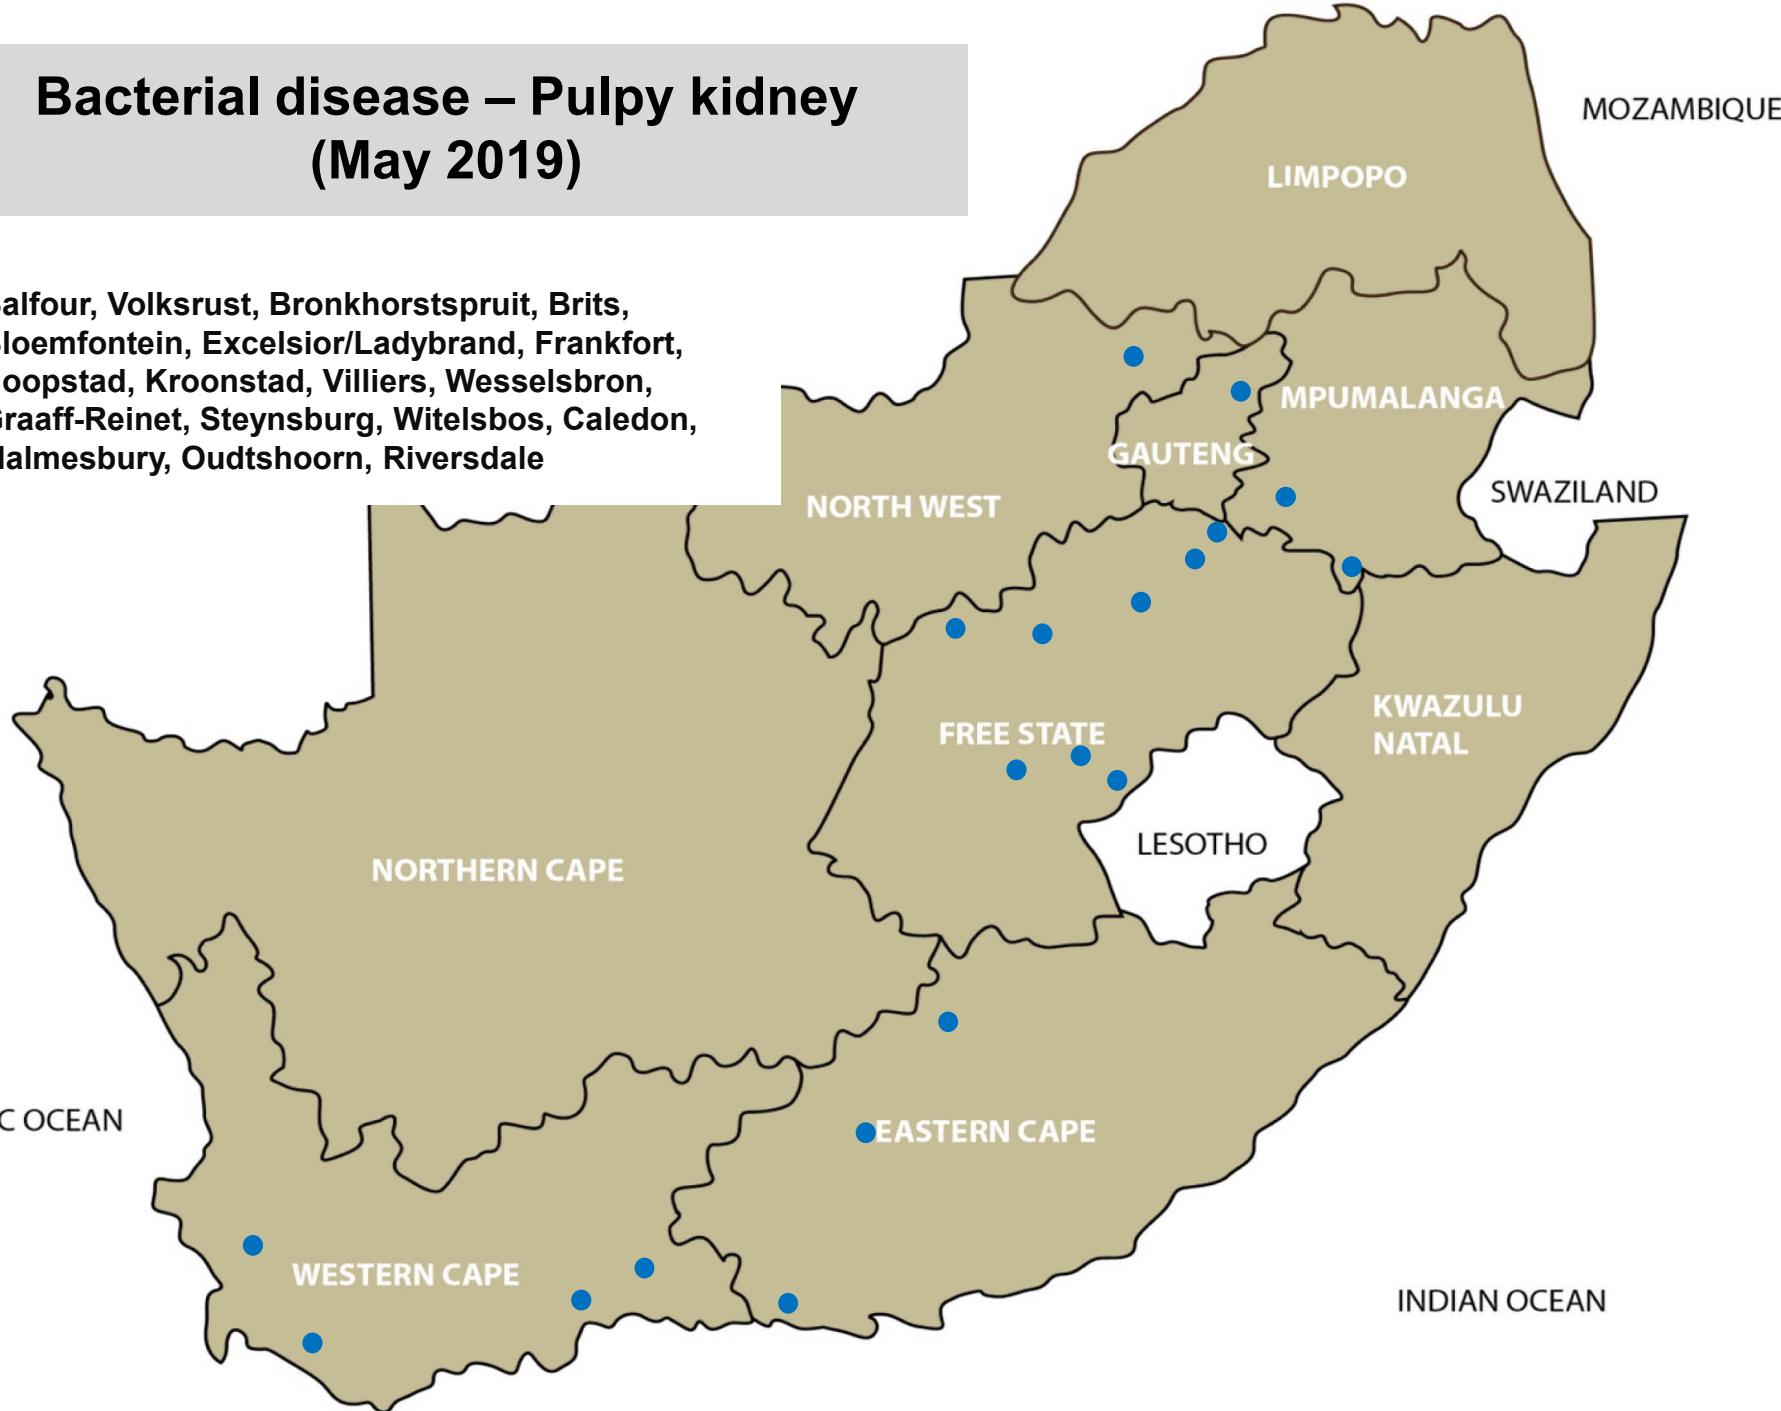 Bacterial disease – Pulpy kidney
(May 2019)
MOZAMBIQUE
LIMPOPO
alfour, Volksrust, Bronkhorstspruit, Brits,
loemfontein, Excelsior/Ladybrand, Frankfort,
oopstad, Kroonstad, Villiers, Wesselsbron,
raaff-Reinet, Steynsburg, Witelsbos, Caledon,
almesbury, Oudtshoorn, Riversdale
MPUMALANGA
GAUTENG
SWAZILAND
NORTH WEST
KWAZULU
NATAL
FREE STATE
LESOTHO
NORTHERN CAPE
C OCEAN
EASTERN CAPE
WESTERN CAPE
INDIAN OCEAN